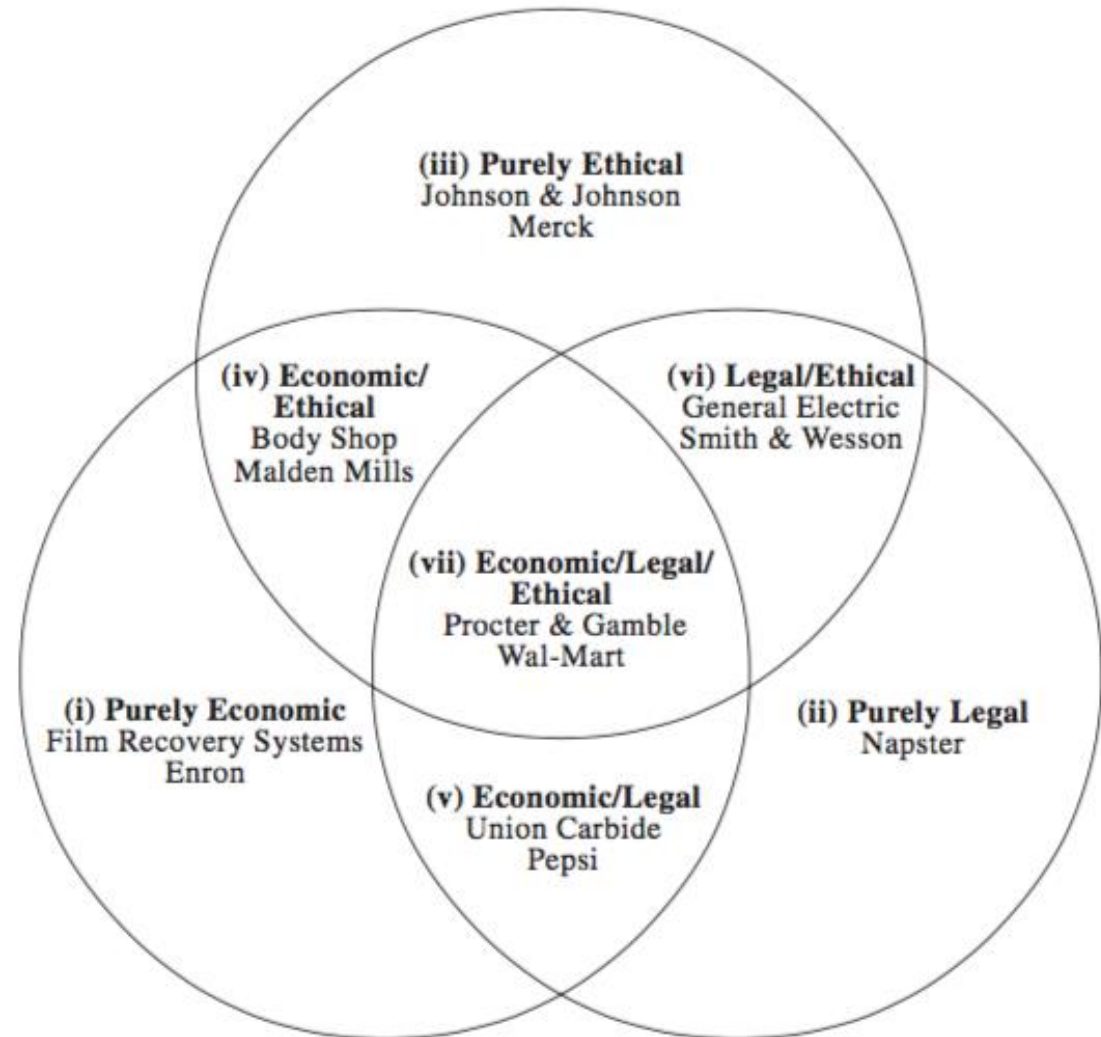 (iii) Purely Ethical
Johnson & Johnson
Merck
(iv) Economic/
Ethical
Body Shop
Malden Mills
(vi) Legal/Ethical
General Electric
Smith & Wesson
(vii) Economic/Legal/
Ethical
Procter & Gamble
Wal-Mart
(i) Purely Economic
Film Recovery Systems
Enron
(ii) Purely Legal
Napster
(v) Economic/Legal
Union Carbide
Pepsi